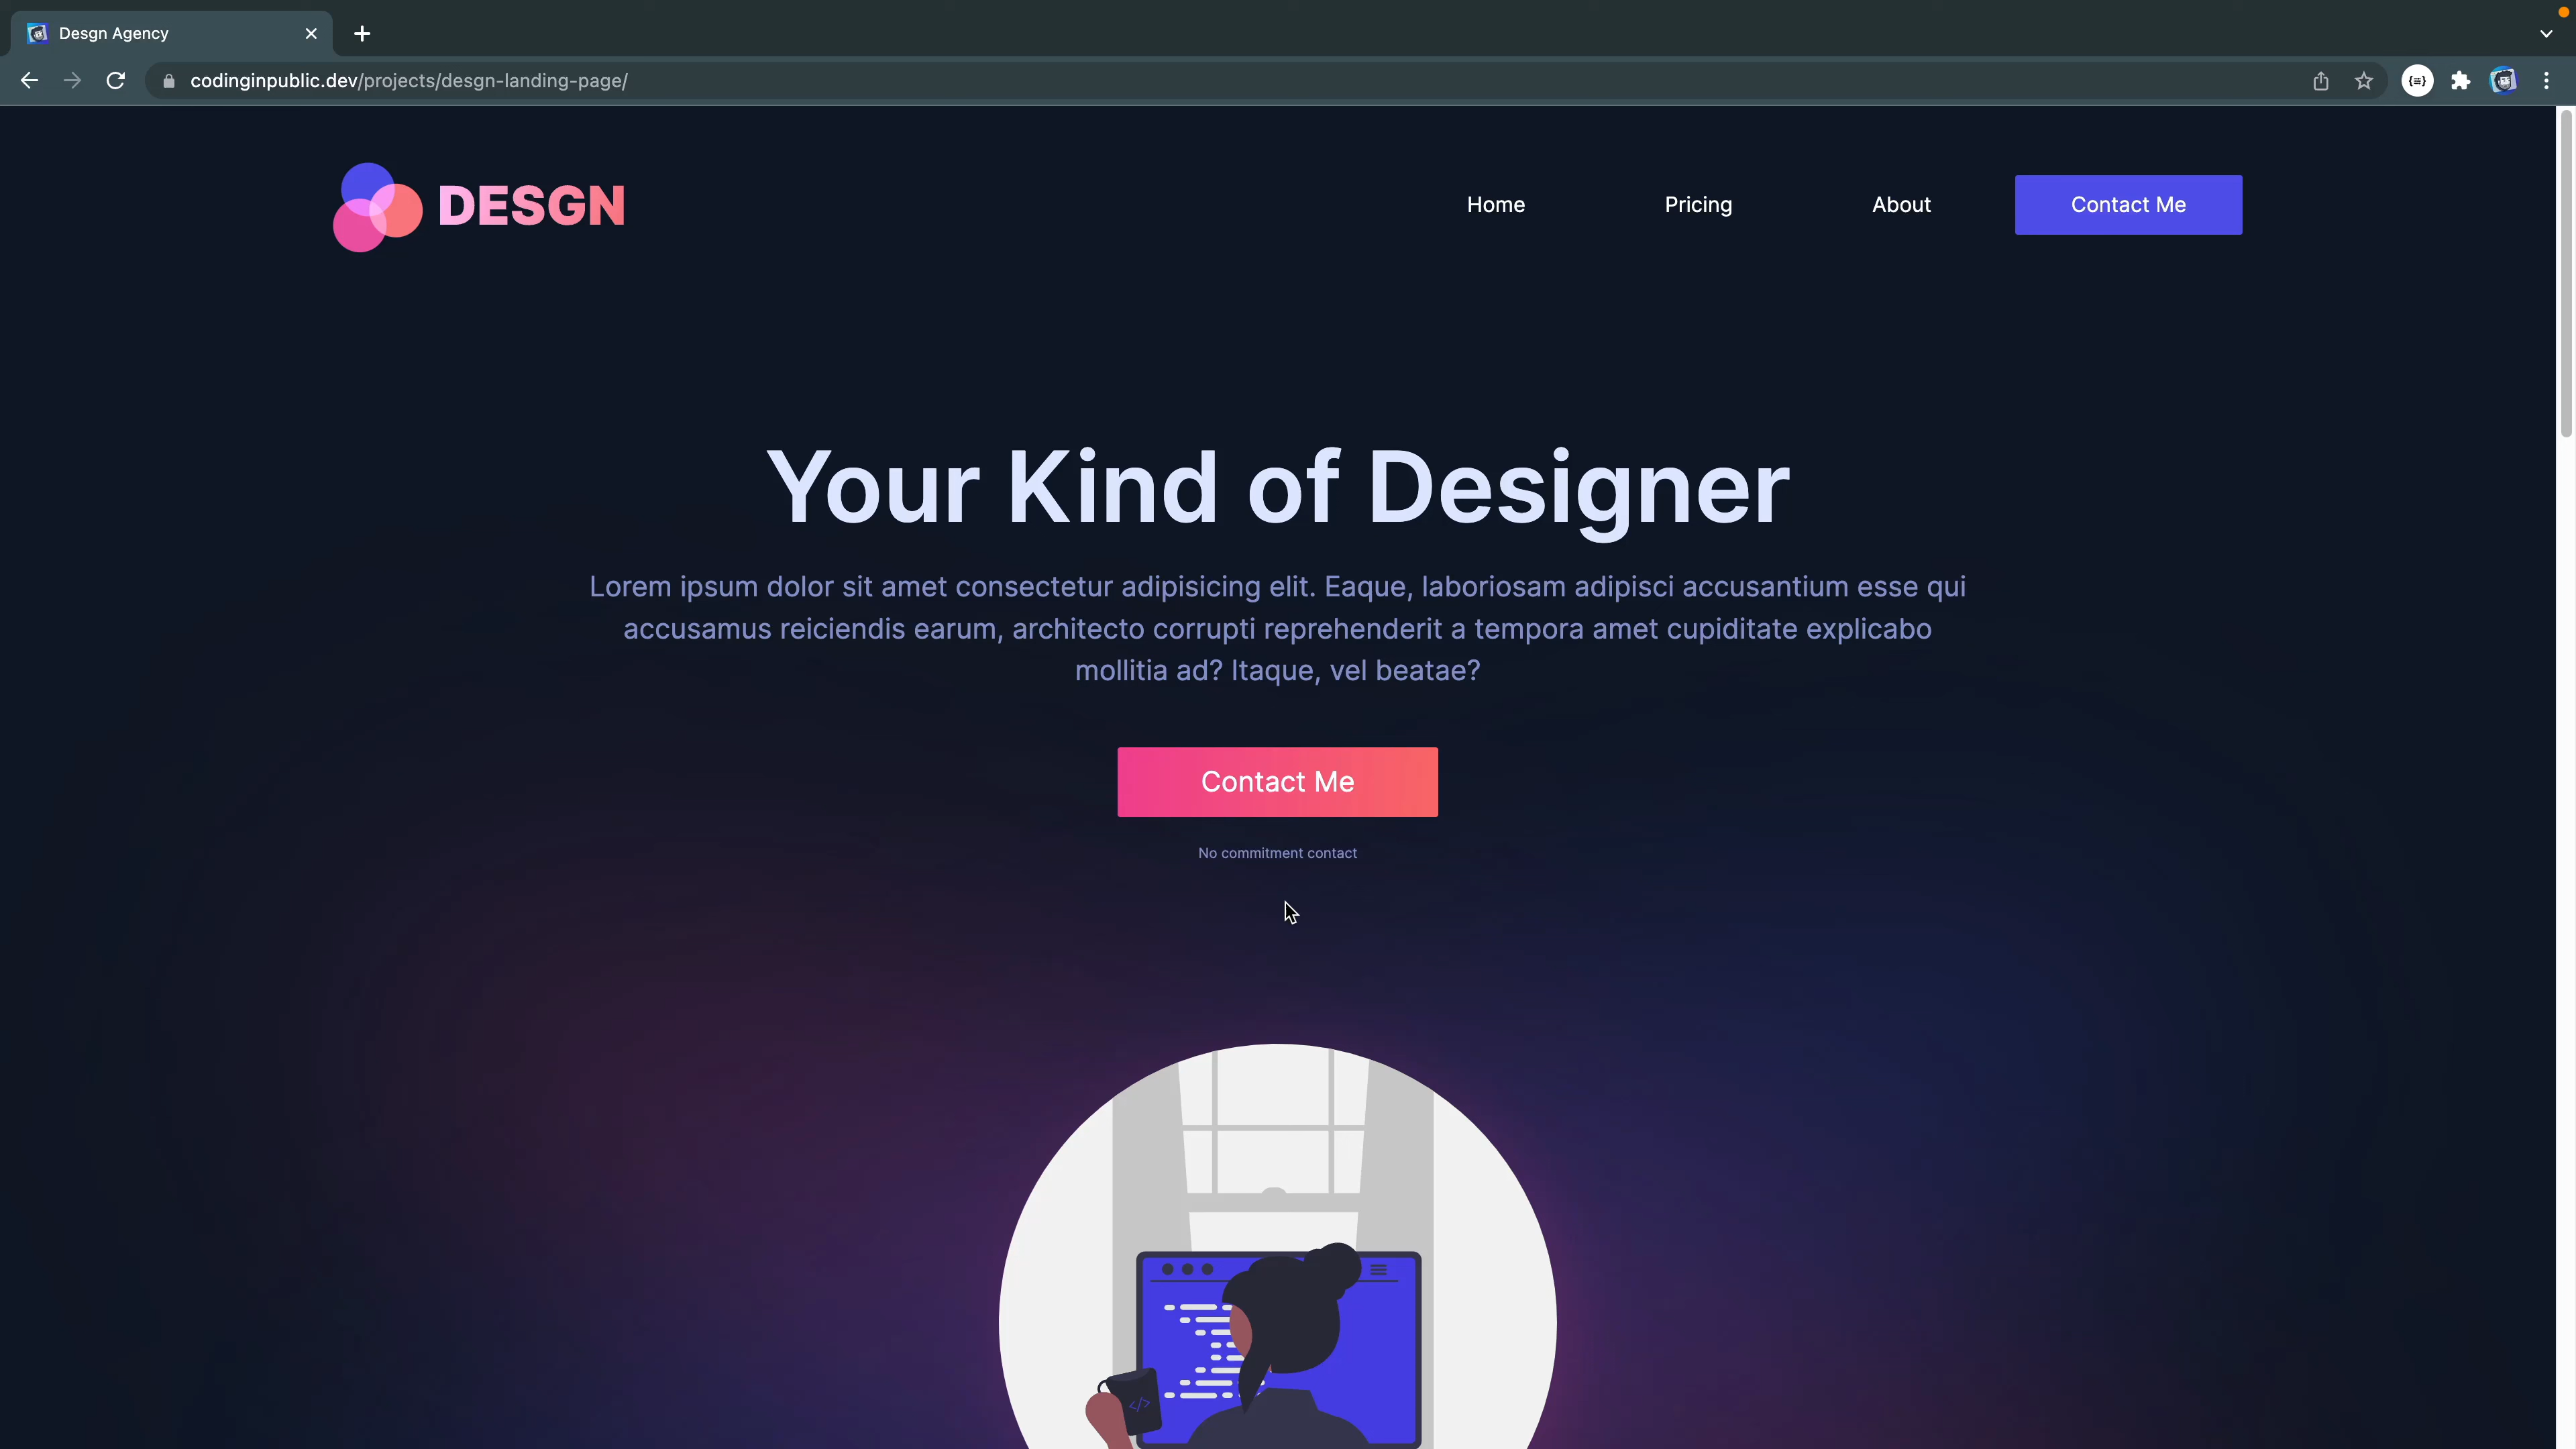 Desgn Agency
codinginpublic.dev/projects/desgn-landing-page/
DESGN
Home
Pricing
About
Contact Me
Your Kind of Designer
Lorem ipsum dolor sit amet consectetur adipisicing elit. Eaque, laboriosam adipisci accusantium esse qui
accusamus reiciendis earum, architecto corrupti reprehenderit a tempora amet cupiditate explicabo
mollitia ad? Itaque, vel beatae?
Contact Me
No commitment contact